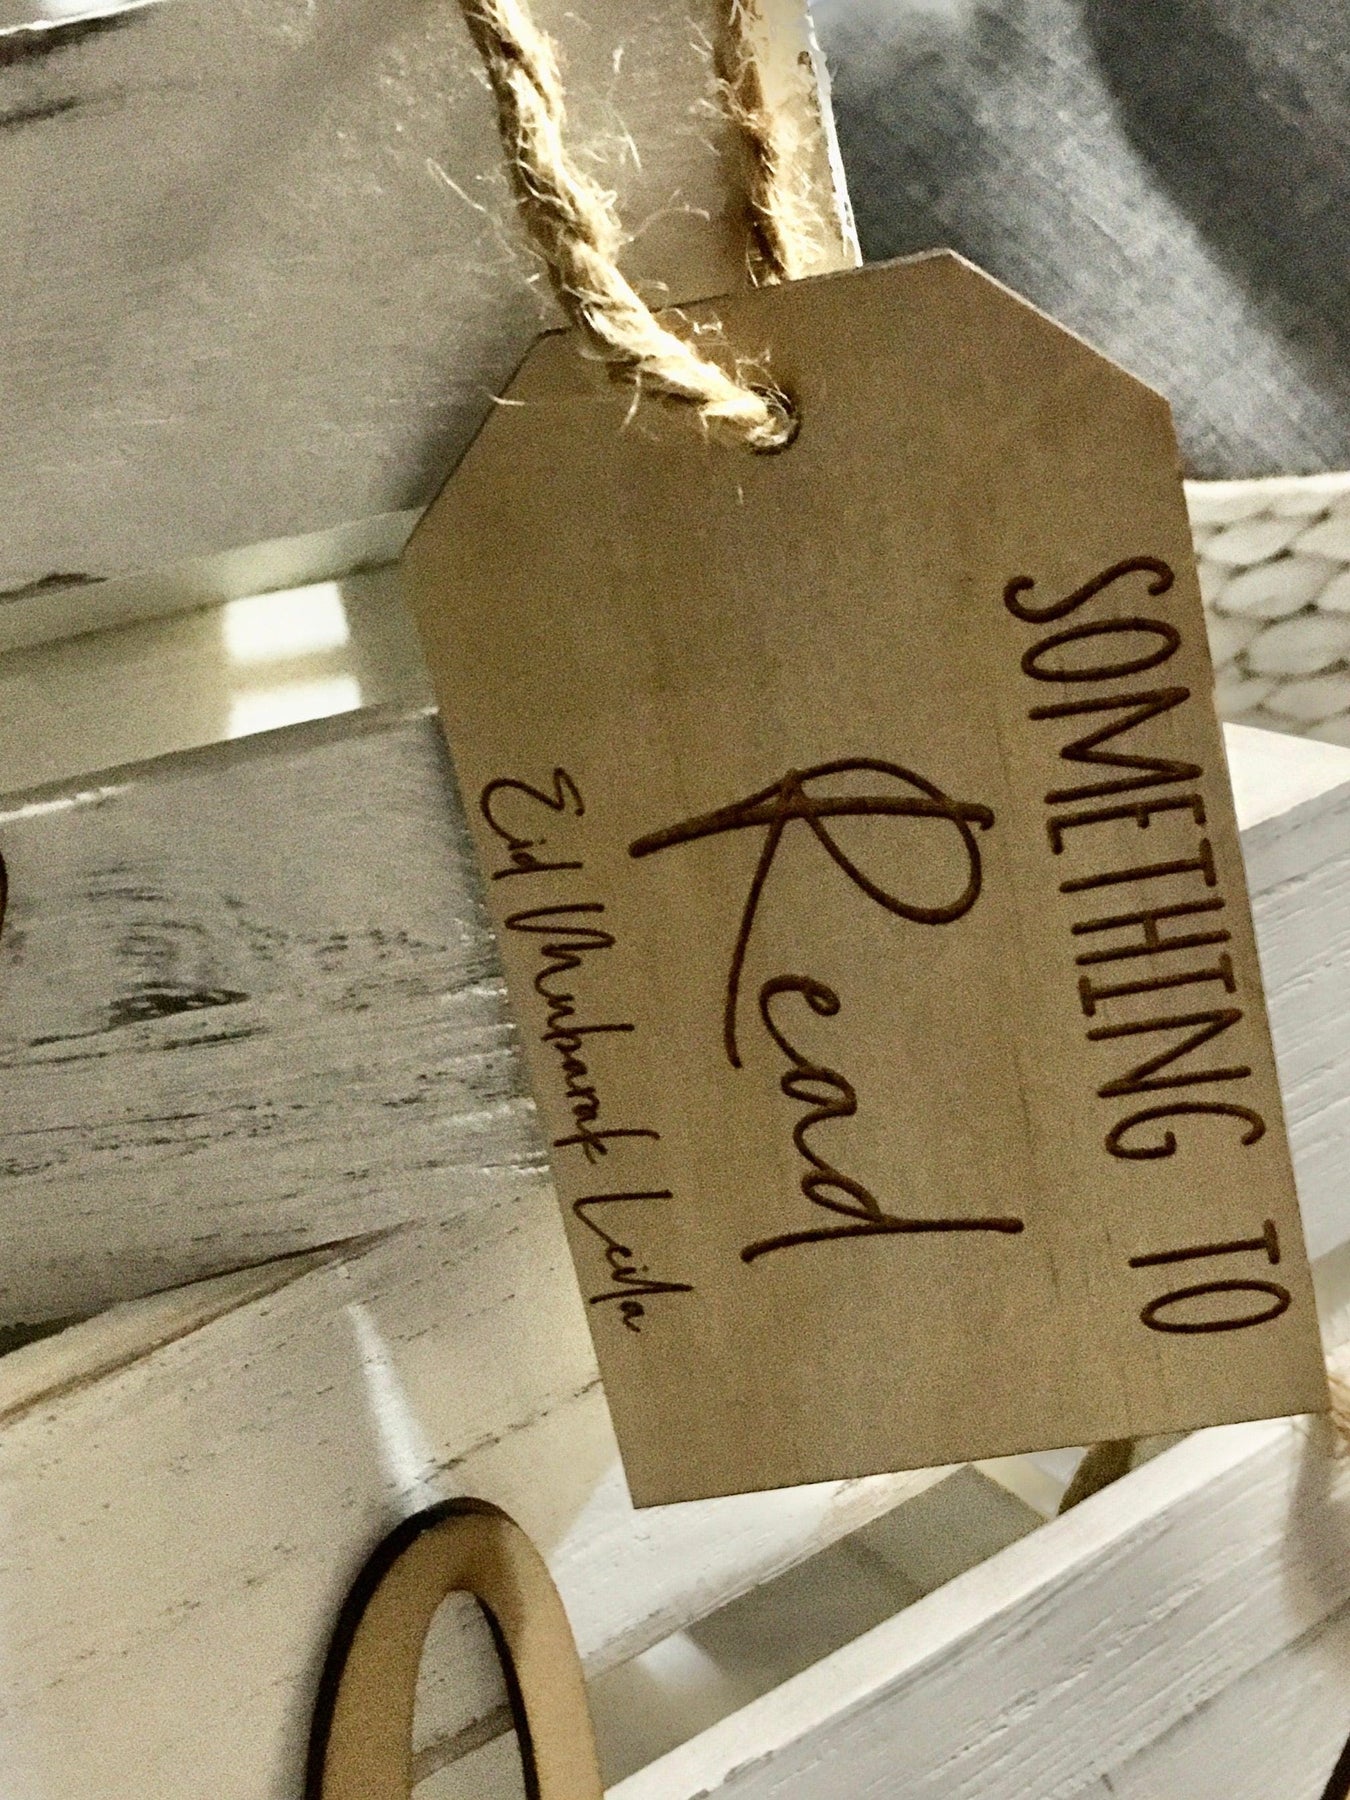 SOMETHING TO
Read
Eid Mubarak Leila